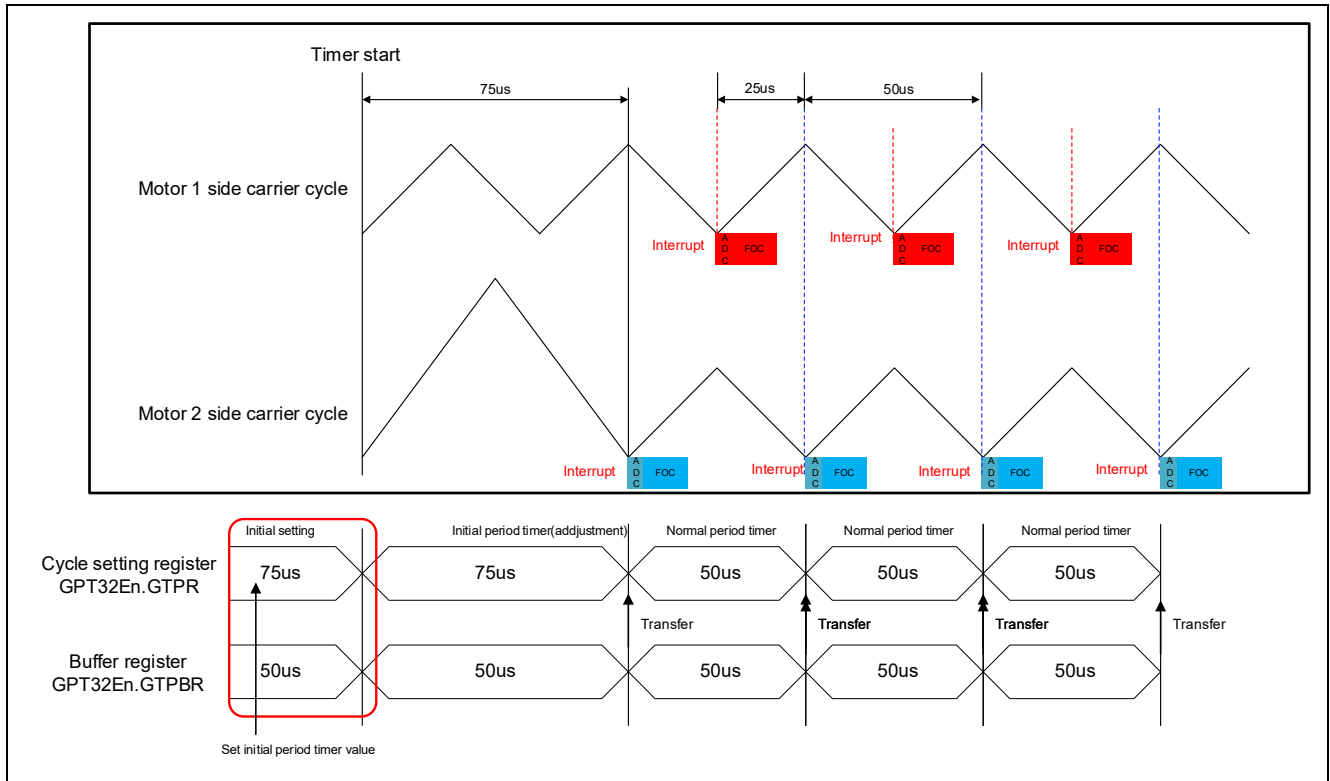 Timer start
75us
25us
50us
Motor 1 side carrier cycle
Interrupt
A
D
C
FOC
Interrupt
A
D
C
FOC
Interrupt
A
D
C
FOC
Motor 2 side carrier cycle
Interrupt
A
D
C
FOC
Interrupt
A
D
C
FOC
Interrupt
A
D
C
FOC
Interrupt
A
D
C
FOC
Initial setting
Initial period timer(addjustment)
Normal period timer
Normal period timer
Normal period timer
Cycle setting register
GPT32En.GTPR
75us
75us
50us
50us
50us
Transfer
Transfer
Transfer
Transfer
Buffer register
GPT32En.GTPBR
50us
50us
50us
50us
50us
Set initial period timer value